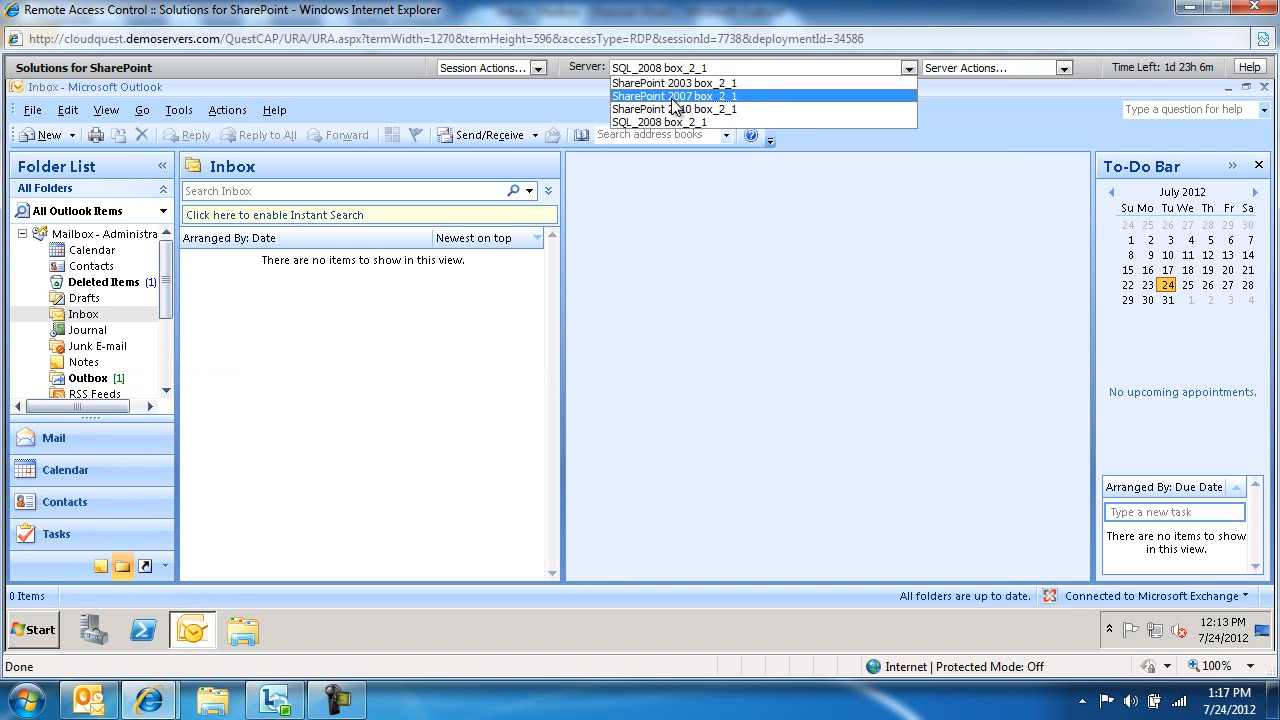 Remote Access Control :: Solutions for SharePoint - Windows Internet Explorer
http://cloudquest.demoservers.com/QuestCAP/URA/URA.aspx?termWidth=1270&termHeight=596&accessType=RDP&sessionId=7738&deploymentId=34586
Solutions for SharePoint
Session Actions...
Server:
SQL_2008 box_2_1
Server Actions...
Time Left: 1d 23h 6m
Help
SharePoint 2003 box_2_1
SharePoint 2007 box_2_1
SharePoint 2010 box_2_1
SQL_2008 box_2_1
Inbox - Microsoft Outlook
File Edit View Go Tools Actions Help
Type a question for help
New Reply Reply to All Forward Send/Receive Search address books
Folder List
All Folders
All Outlook Items
Mailbox - Administra
Calendar
Contacts
Deleted Items (1)
Drafts
Inbox
Journal
Junk E-mail
Notes
Outbox [1]
RSS Feeds
Mail
Calendar
Contacts
Tasks
Inbox
Search Inbox
Click here to enable Instant Search
Arranged By: Date Newest on top
There are no items to show in this view.
To-Do Bar
July 2012
Su Mo Tu We Th Fr Sa
24 25 26 27 28 29 30
1 2 3 4 5 6 7
8 9 10 11 12 13 14
15 16 17 18 19 20 21
22 23 24 25 26 27 28
29 30 31 1 2 3 4
No upcoming appointments.
Arranged By: Due Date
Type a new task
There are no items to show
in this view.
0 Items
All folders are up to date.
Connected to Microsoft Exchange
Start
12:13 PM
7/24/2012
Done
Internet | Protected Mode: Off
100%
1:17 PM
7/24/2012